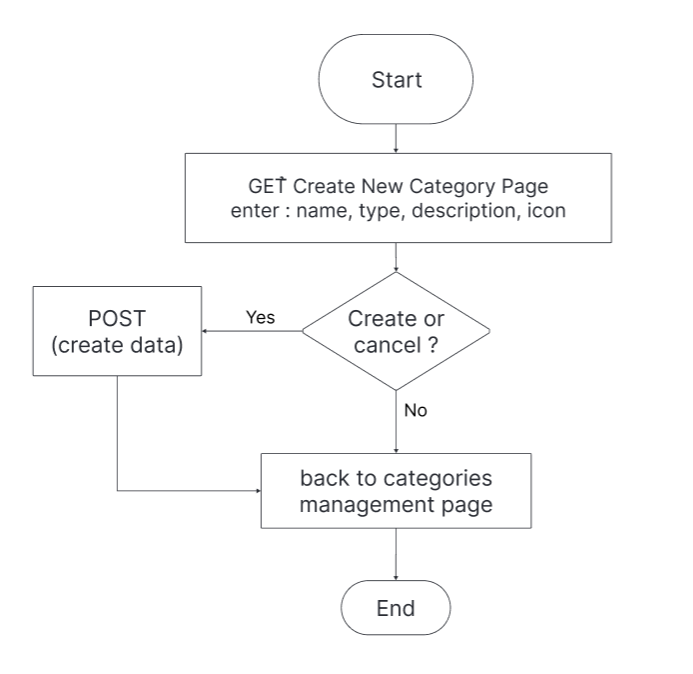 Start
GET Create New Category Page
enter : name, type, description, icon
Create or
cancel ?
Yes
POST
(create data)
No
back to categories
management page
End